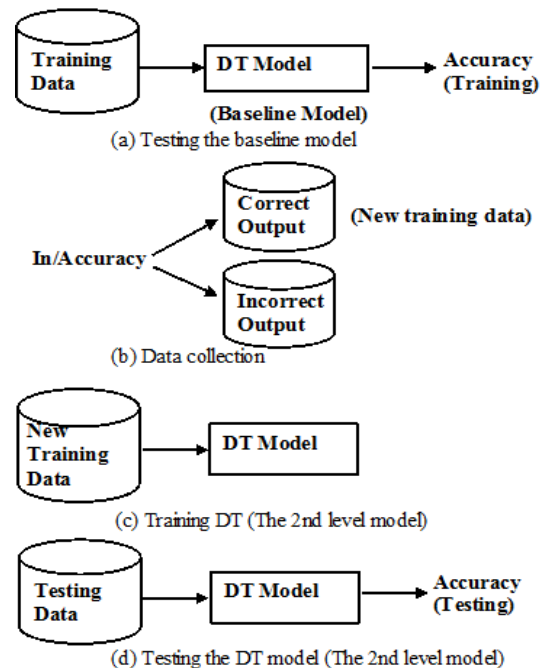 Training
Data
DT Model
Accuracy
(Training)
(Baseline Model)
(a) Testing the baseline model
Correct
Output
(New training data)
In/Accuracy
Incorrect
Output
(b) Data collection
New
Training
Data
DT Model
(c) Training DT (The 2nd level model)
Testing
Data
DT Model
Accuracy
(Testing)
(d) Testing the DT model (The 2nd level model)